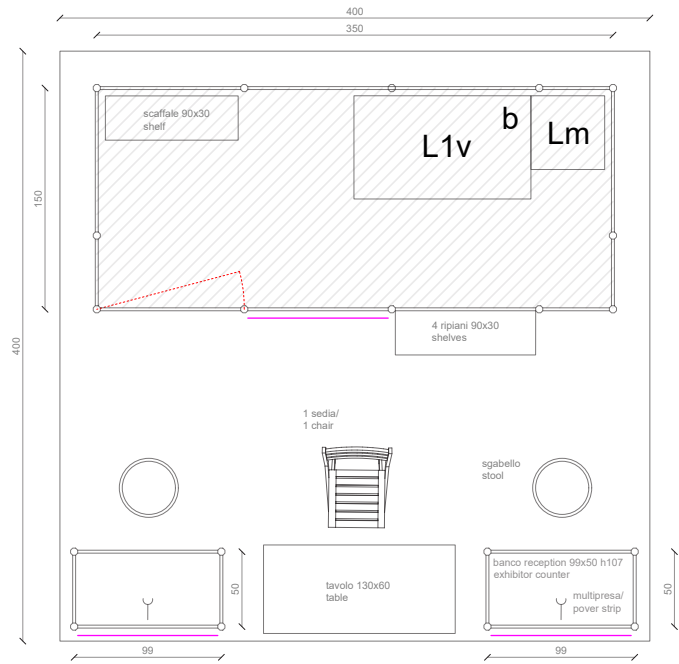 400
350
scaffale 90x30
shelf
b
L1v
Lm
150
400
4 ripiani 90x30
shelves
1 sedia/
1 chair
sgabello
stool
50
tavolo 130x60
table
banco reception 99x50 h107
exhibitor counter
multipresa/
pover strip
50
99
99